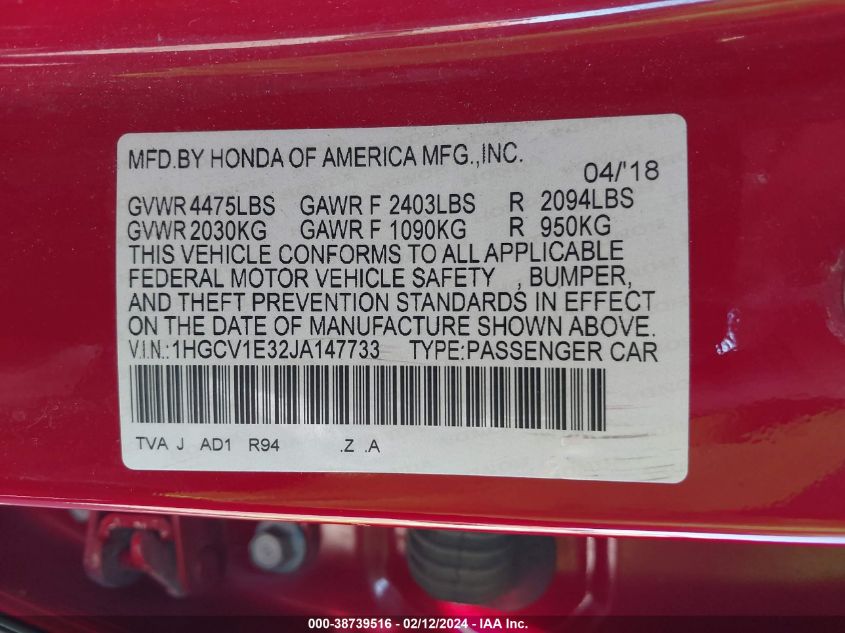 MFD.BY HONDA OF AMERICA MFG.,INC.
04/'18
GVWR 4475LBS GAWR F 2403LBS R 2094LBS
GVWR 2030KG GAWR F 1090KG R 950KG
THIS VEHICLE CONFORMS TO ALL APPLICABLE
FEDERAL MOTOR VEHICLE SAFETY , BUMPER,
AND THEFT PREVENTION STANDARDS IN EFFECT
ON THE DATE OF MANUFACTURE SHOWN ABOVE.
V.I.N.:1HGCV1E32JA147733 TYPE:PASSENGER CAR
TVA J AD1 R94 .Z .A
000-38739516 - 02/12/2024 - IAA Inc.